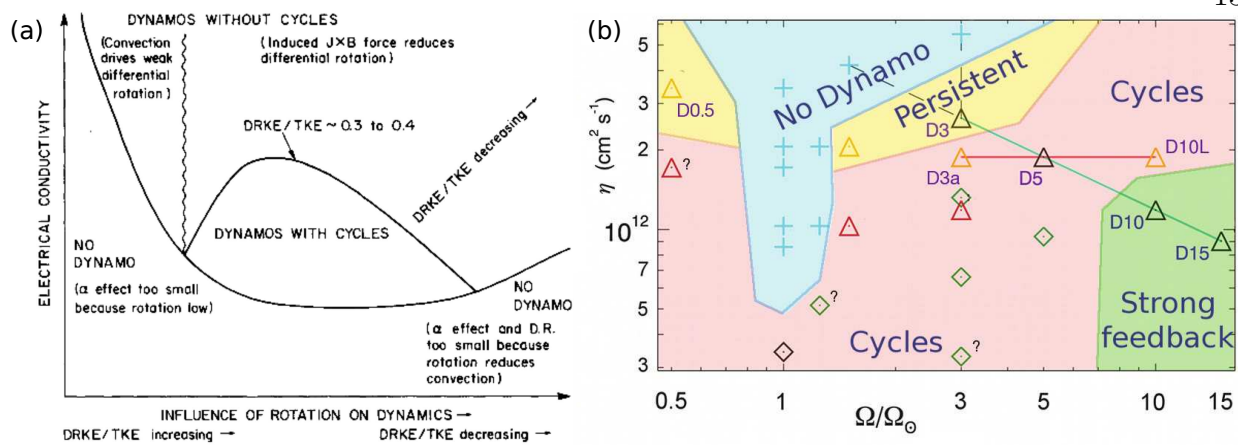 (a)
DYNAMOS WITHOUT CYCLES
(Convection
drives weak
differential
rotation)
(Induced J×B force reduces
differential rotation)
DRKE/TKE ~ 0.3 to 0.4
DRKE/TKE decreasing →
ELECTRICAL CONDUCTIVITY →
DYNAMOS WITH CYCLES
NO
DYNAMO
(α effect too small
because rotation low)
NO
DYNAMO
(α effect and D.R.
too small because
rotation reduces
convection)
INFLUENCE OF ROTATION ON DYNAMICS →
DRKE/TKE increasing →
DRKE/TKE decreasing →
(b)
η (cm² s⁻¹)
5
3
2
10¹²
7
5
3
No Dynamo
Persistent
Cycles
D0.5
D3
?
D3a
D5
D10L
D10
D15
?
?
Cycles
Strong
feedback
0.5
1
3
5
10
15
Ω/Ω⊙